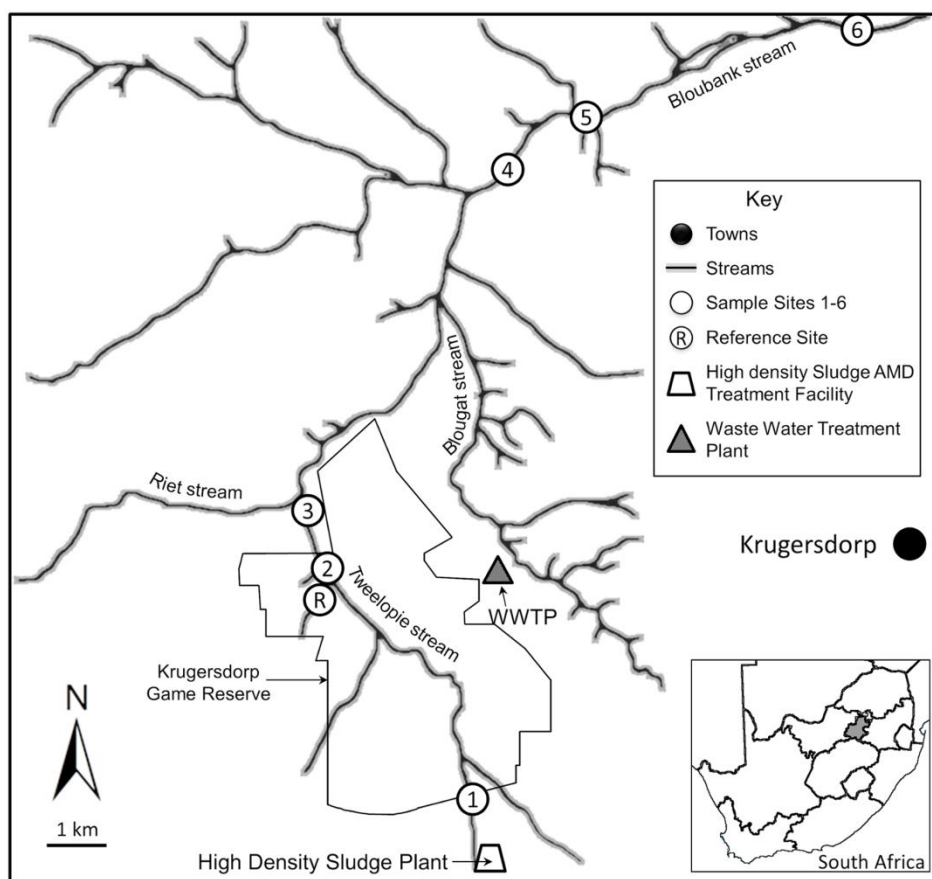 6
Bloubank stream
5
4
Key
Towns
Streams
Sample Sites 1-6
R
Reference Site
High density Sludge AMD
Treatment Facility
Waste Water Treatment
Plant
Blougat stream
Riet stream
3
Krugersdorp
2
R
Tweelopie stream
WWTP
Krugersdorp
Game Reserve
N
1
1 km
High Density Sludge Plant
South Africa